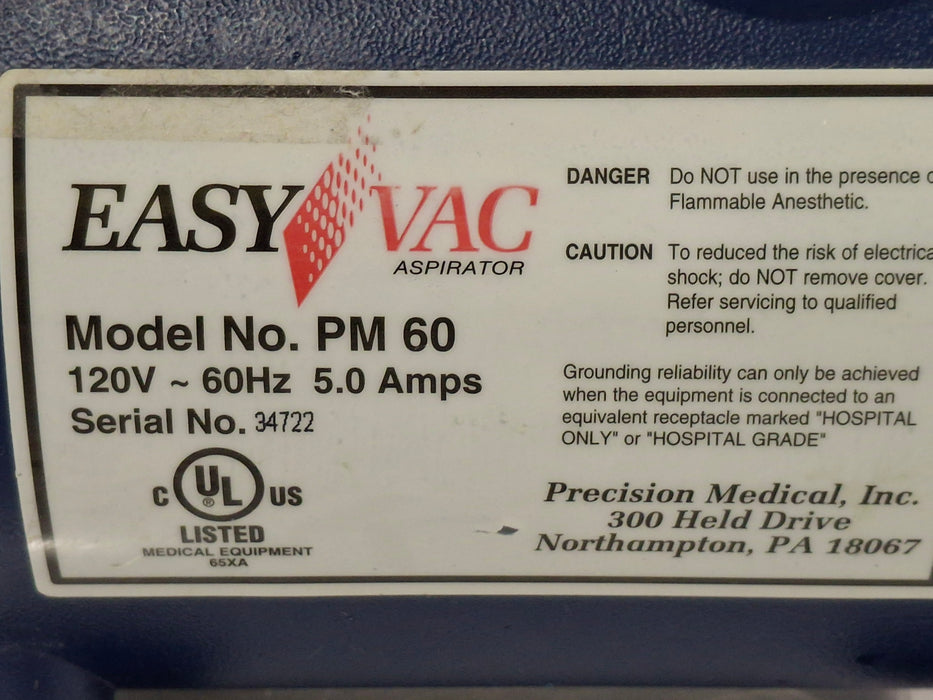 EASY VAC
ASPIRATOR
Model No. PM 60
120V ~ 60Hz 5.0 Amps
Serial No. 34722
C UL ® US
LISTED
MEDICAL EQUIPMENT
65XA
DANGER Do NOT use in the presence
Flammable Anesthetic.
CAUTION To reduced the risk of electrica
shock; do NOT remove cover.
Refer servicing to qualified
personnel.
Grounding reliability can only be achieved
when the equipment is connected to an
equivalent receptacle marked "HOSPITAL
ONLY" or "HOSPITAL GRADE"
Precision Medical, Inc.
300 Held Drive
Northampton, PA 18067